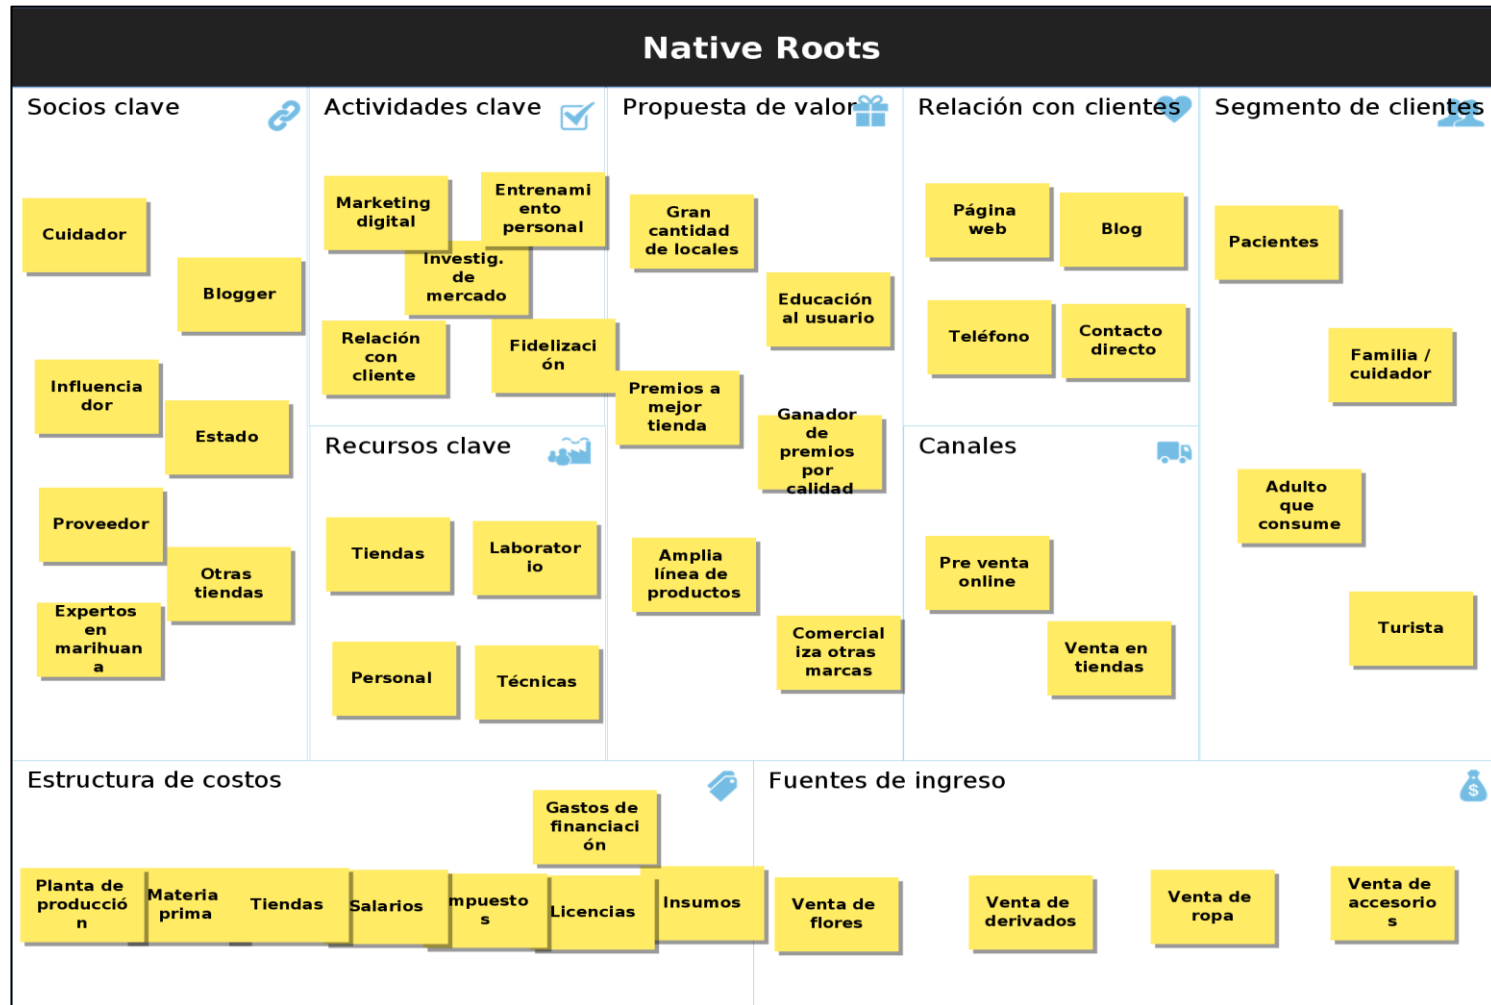 Native Roots
Socios clave
Cuidador
Blogger
Influencia
dor
Estado
Proveedor
Otras
tiendas
Expertos
en
marihuan
a
Actividades clave
Marketing
digital
Entrenami
ento
personal
Investig.
de
mercado
Relación
con
cliente
Fidelizaci
ón
Recursos clave
Tiendas
Laborator
io
Personal
Técnicas
Propuesta de valor
Gran
cantidad
de locales
Educación
al usuario
Premios a
mejor
tienda
Ganador
de
premios
por
calidad
Amplia
línea de
productos
Comercial
iza otras
marcas
Relación con clientes
Página
web
Blog
Teléfono
Contacto
directo
Canales
Pre venta
online
Venta en
tiendas
Segmento de clientes
Pacientes
Familia /
cuidador
Adulto
que
consume
Turista
Estructura de costos
Gastos de
financiaci
ón
Planta de
producció
n
Materia
prima
Tiendas
Salarios
mpuesto
s
Licencias
Insumos
Fuentes de ingreso
$
Venta de
flores
Venta de
derivados
Venta de
ropa
Venta de
accesorio
s